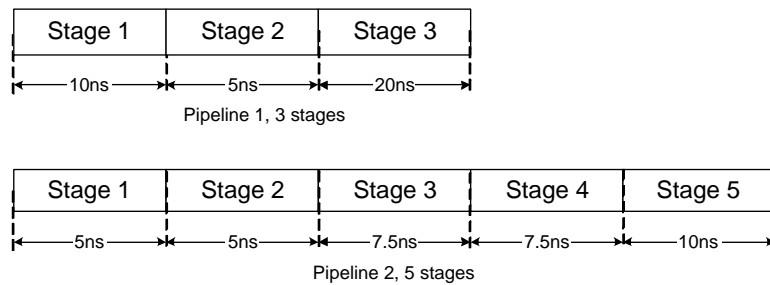 Stage 1 Stage 2 Stage 3
10ns 5ns 20ns
Pipeline 1, 3 stages
Stage 1 Stage 2 Stage 3 Stage 4 Stage 5
5ns 5ns 7.5ns 7.5ns 10ns
Pipeline 2, 5 stages